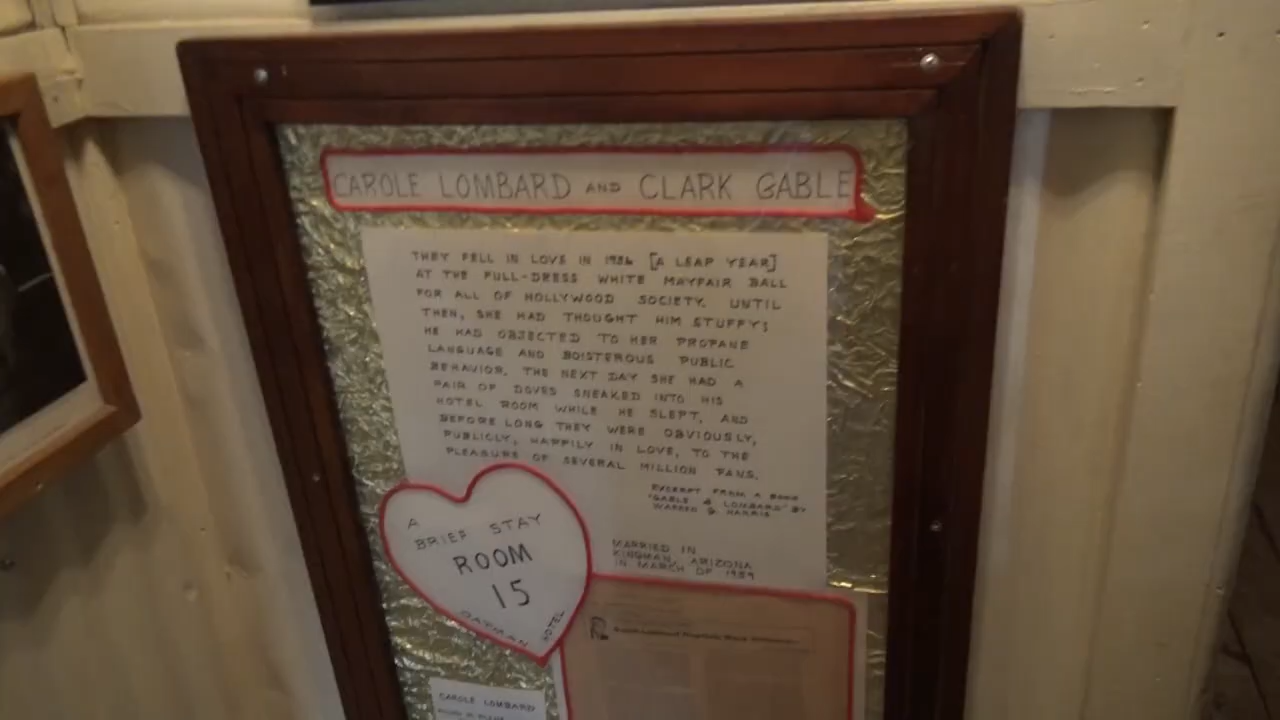 CAROLE LOMBARD AND CLARK GABLE
THEY FELL IN LOVE IN 1936 [A LEAP YEAR]
AT THE FULL-DRESS WHITE MAYFAIR BALL
FOR ALL OF HOLLYWOOD SOCIETY. UNTIL
THEN, SHE HAD THOUGHT HIM STUFFY;
HE HAD OBJECTED TO HER PROFANE
LANGUAGE AND BOISTEROUS PUBLIC
BEHAVIOR. THE NEXT DAY SHE HAD A
PAIR OF DOVES SNEAKED INTO HIS
HOTEL ROOM WHILE HE SLEPT, AND
BEFORE LONG THEY WERE OBVIOUSLY,
PUBLICLY, HAPPILY IN LOVE, TO THE
PLEASURE OF SEVERAL MILLION FANS.
EXCERPT FROM A BOOK
"GABLE & LOMBARD" BY
WARREN G. HARRIS
MARRIED IN
KINGMAN, ARIZONA
IN MARCH OF 1939
A
BRIEF STAY
ROOM
15
OATMAN HOTEL
CAROLE LOMBARD